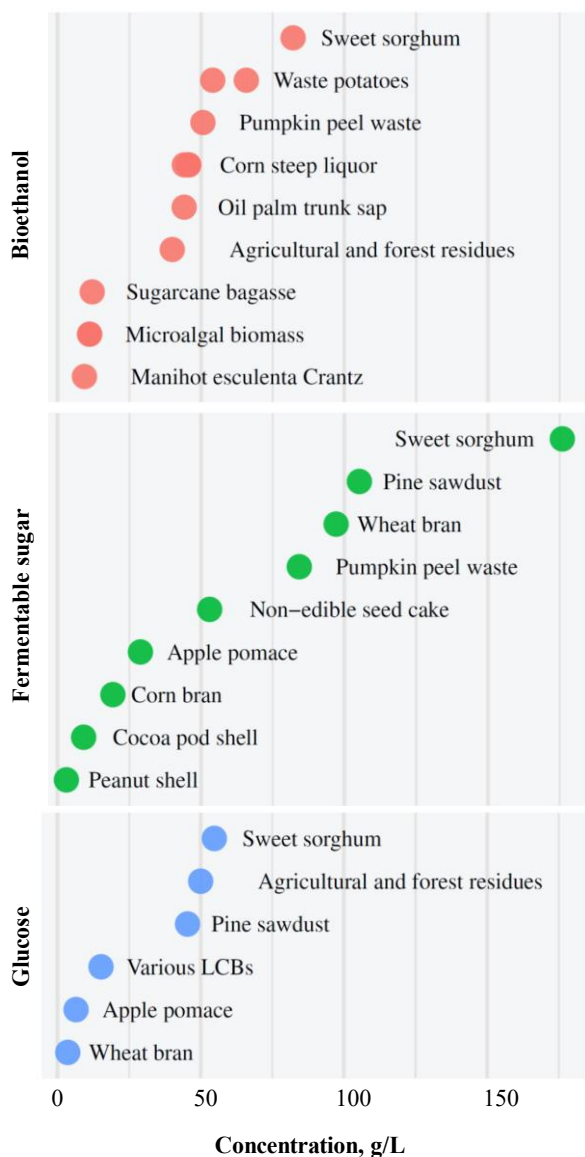 Bioethanol
Sweet sorghum
Waste potatoes
Pumpkin peel waste
Corn steep liquor
Oil palm trunk sap
Agricultural and forest residues
Sugarcane bagasse
Microalgal biomass
Manihot esculenta Crantz
Fermentable sugar
Sweet sorghum
Pine sawdust
Wheat bran
Pumpkin peel waste
Non−edible seed cake
Apple pomace
Corn bran
Cocoa pod shell
Peanut shell
Glucose
Sweet sorghum
Agricultural and forest residues
Pine sawdust
Various LCBs
Apple pomace
Wheat bran
0 50 100 150
Concentration, g/L